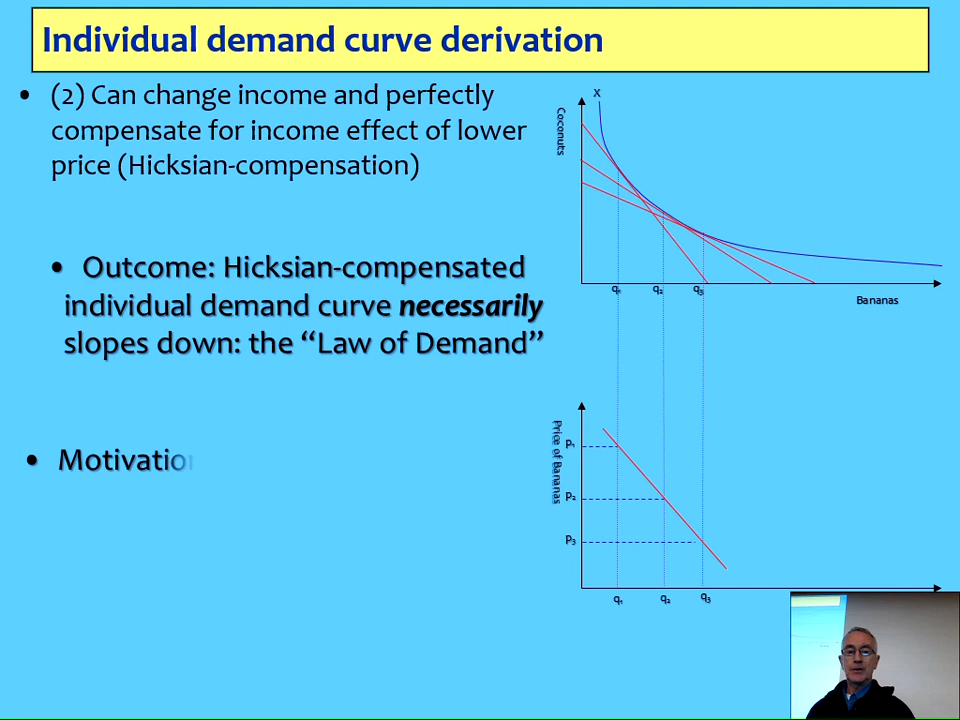 Individual demand curve derivation
• (2) Can change income and perfectly
compensate for income effect of lower
price (Hicksian-compensation)
• Outcome: Hicksian-compensated
individual demand curve necessarily
slopes down: the “Law of Demand”
• Motivation
X
Coconuts
q₁ q₂ q₃
Bananas
Price of Bananas
p₁
p₂
p₃
q₁ q₂ q₃